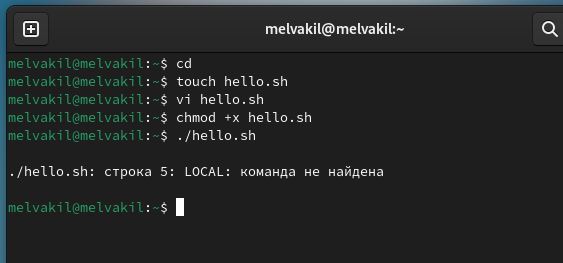 melvakil@melvakil:~
melvakil@melvakil:~$ cd
melvakil@melvakil:~$ touch hello.sh
melvakil@melvakil:~$ vi hello.sh
melvakil@melvakil:~$ chmod +x hello.sh
melvakil@melvakil:~$ ./hello.sh
./hello.sh: строка 5: LOCAL: команда не найдена
melvakil@melvakil:~$